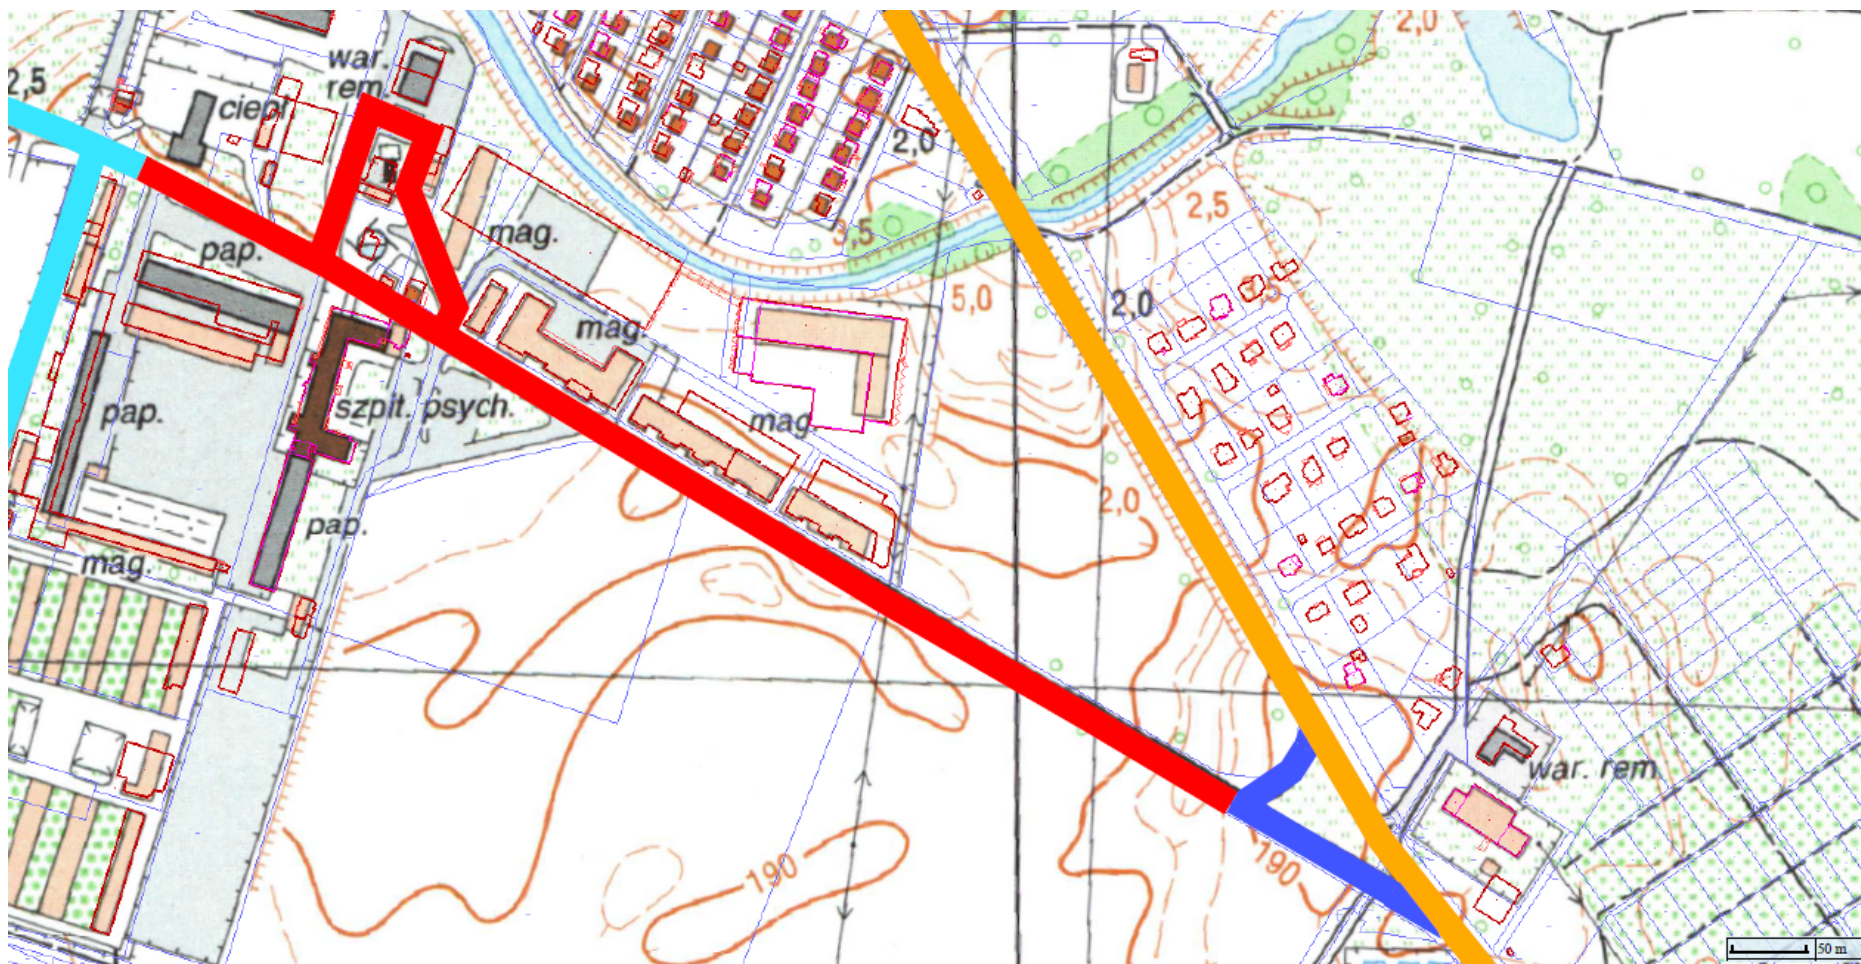 2,0
war.
rem.
2,5
ciepl.
2,0
2,5
3,5
pap.
mag.
5,0
2,0
mag.
szpit. psych.
mag.
pap.
2,0
pap.
mag.
war. rem
190
190
50 m